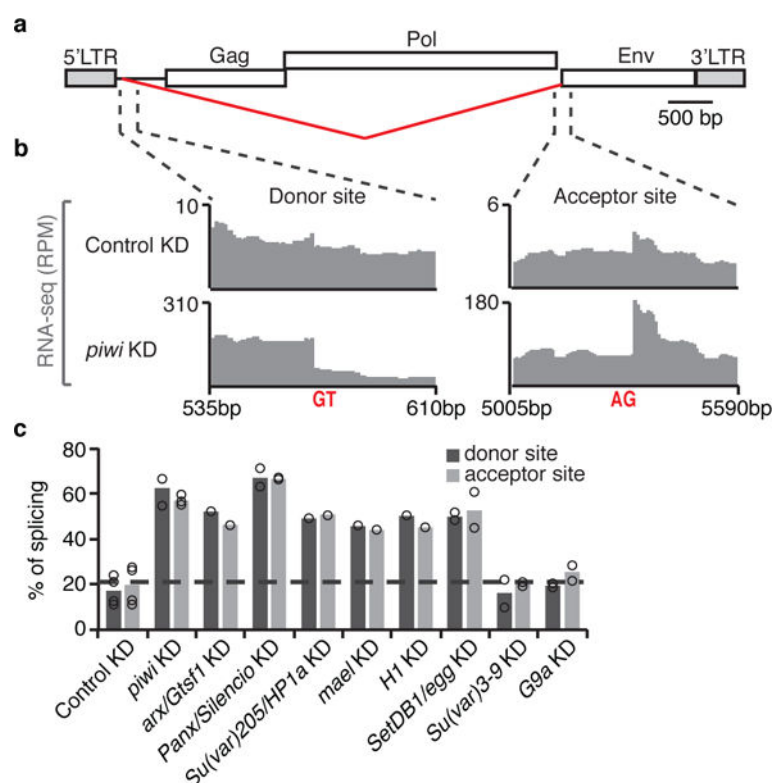 a
5'LTR Gag Pol Env 3'LTR
500 bp
b
Donor site Acceptor site
RNA-seq (RPM)
Control KD 10 6
piwi KD 310 180
535bp GT 610bp 5005bp AG 5590bp
c
% of splicing
80
60
40
20
0
donor site
acceptor site
Control KD
piwi KD
arx/Gtsf1 KD
Panx/Silencio KD
Su(var)205/HP1a KD
mael KD
H1 KD
SetDB1/egg KD
Su(var)3-9 KD
G9a KD